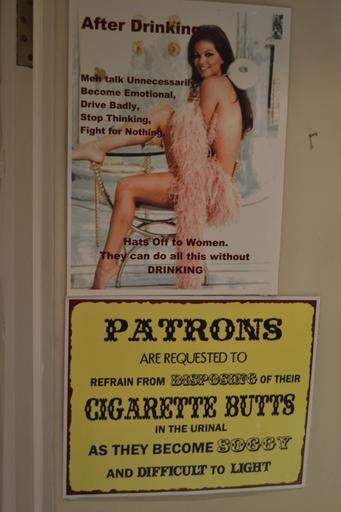 After Drinking
Men talk Unnecessarily
Become Emotional,
Drive Badly,
Stop Thinking,
Fight for Nothing.
Hats Off to Women.
They can do all this without
DRINKING
PATRONS
ARE REQUESTED TO
REFRAIN FROM DISPOSING OF THEIR
CIGARETTE BUTTS
IN THE URINAL
AS THEY BECOME SOGGY
AND DIFFICULT TO LIGHT